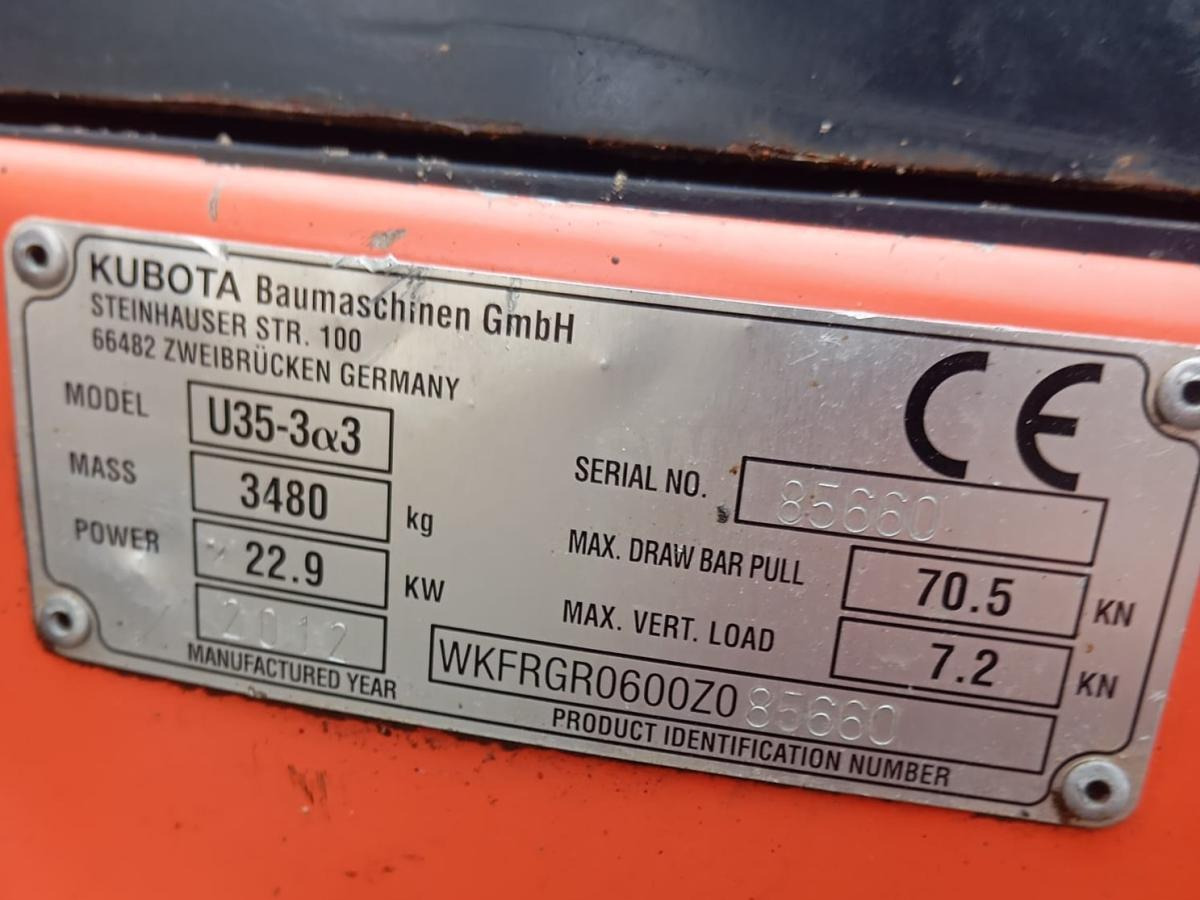 KUBOTA Baumaschinen GmbH
STEINHAUSER STR. 100
66482 ZWEIBRÜCKEN GERMANY
CE
MODEL U35-3α3
MASS 3480 kg
POWER 22.9 KW
2012
MANUFACTURED YEAR
SERIAL NO. 85660
MAX. DRAW BAR PULL 70.5 KN
MAX. VERT. LOAD 7.2 KN
WKFRGR0600Z085660
PRODUCT IDENTIFICATION NUMBER